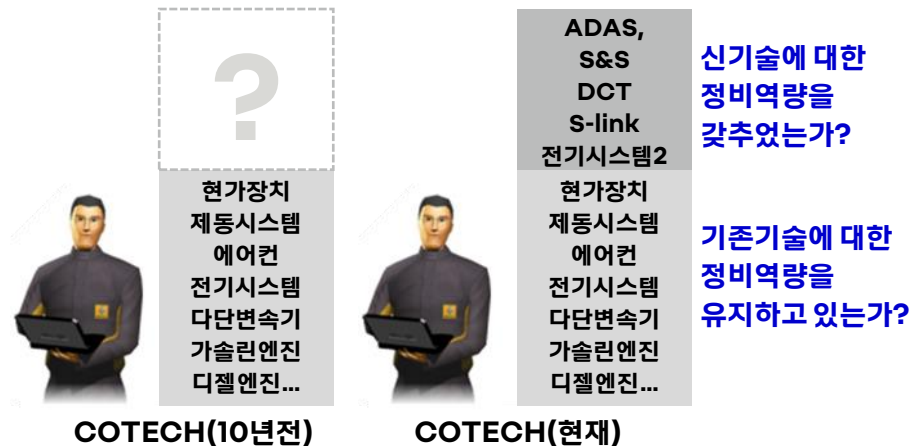 ?
현가장치
제동시스템
에어컨
전기시스템
다단변속기
가솔린엔진
디젤엔진...
COTECH(10년전)
ADAS,
S&S
DCT
S-link
전기시스템2
현가장치
제동시스템
에어컨
전기시스템
다단변속기
가솔린엔진
디젤엔진...
COTECH(현재)
신기술에 대한
정비역량을
갖추었는가?
기존기술에 대한
정비역량을
유지하고 있는가?